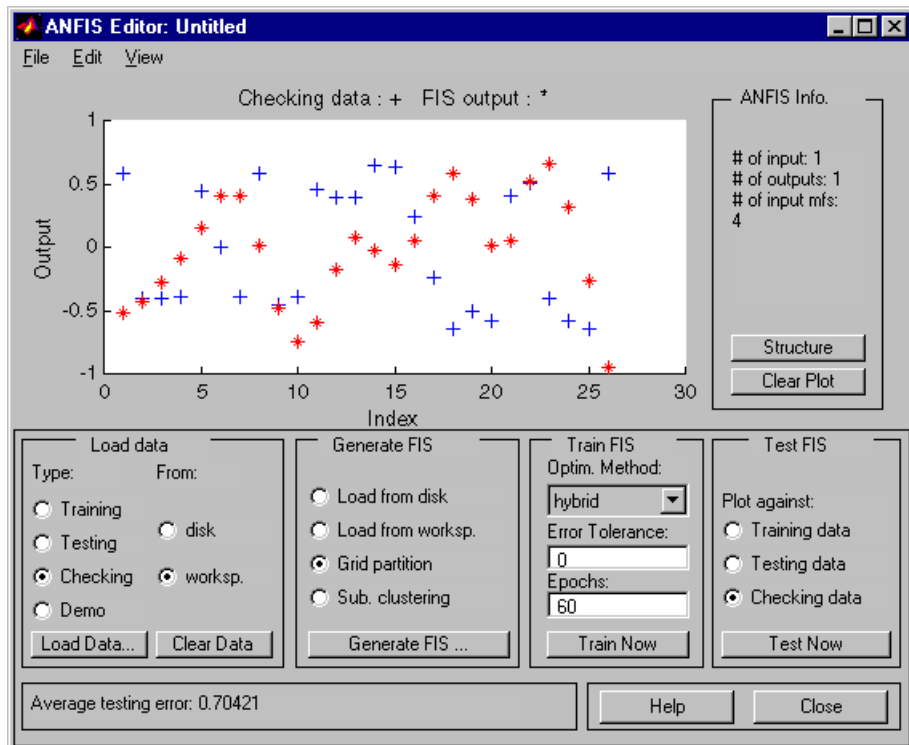 ANFIS Editor: Untitled
File Edit View
Checking data : + FIS output : *
1
0.5
0
-0.5
-1
Output
0 5 10 15 20 25 30
Index
ANFIS Info.
# of input: 1
# of outputs: 1
# of input mfs:
4
Structure
Clear Plot
Load data
Type: From:
Training
disk
Testing
Checking
worksp.
Demo
Load Data... Clear Data
Generate FIS
Load from disk
Load from worksp.
Grid partition
Sub. clustering
Generate FIS ...
Train FIS
Optim. Method:
hybrid
Error Tolerance:
0
Epochs:
60
Train Now
Test FIS
Plot against:
Training data
Testing data
Checking data
Test Now
Average testing error: 0.70421
Help Close